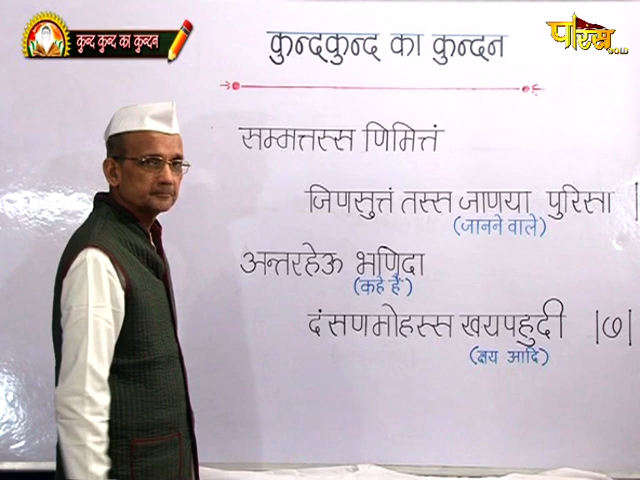 कुन्द कुन्द का कुन्दन
पारस
GOLD
कुन्दकुन्द का कुन्दन
सम्मत्तस्स णिमित्तं
जिणसुत्तं तस्स जाणया पुरिसा |
(जानने वाले)
अन्तरहेऊ भणिदा
(कहे हैं)
दंसणमोहस्स खयपहुदी |७|
(क्षय आदि)